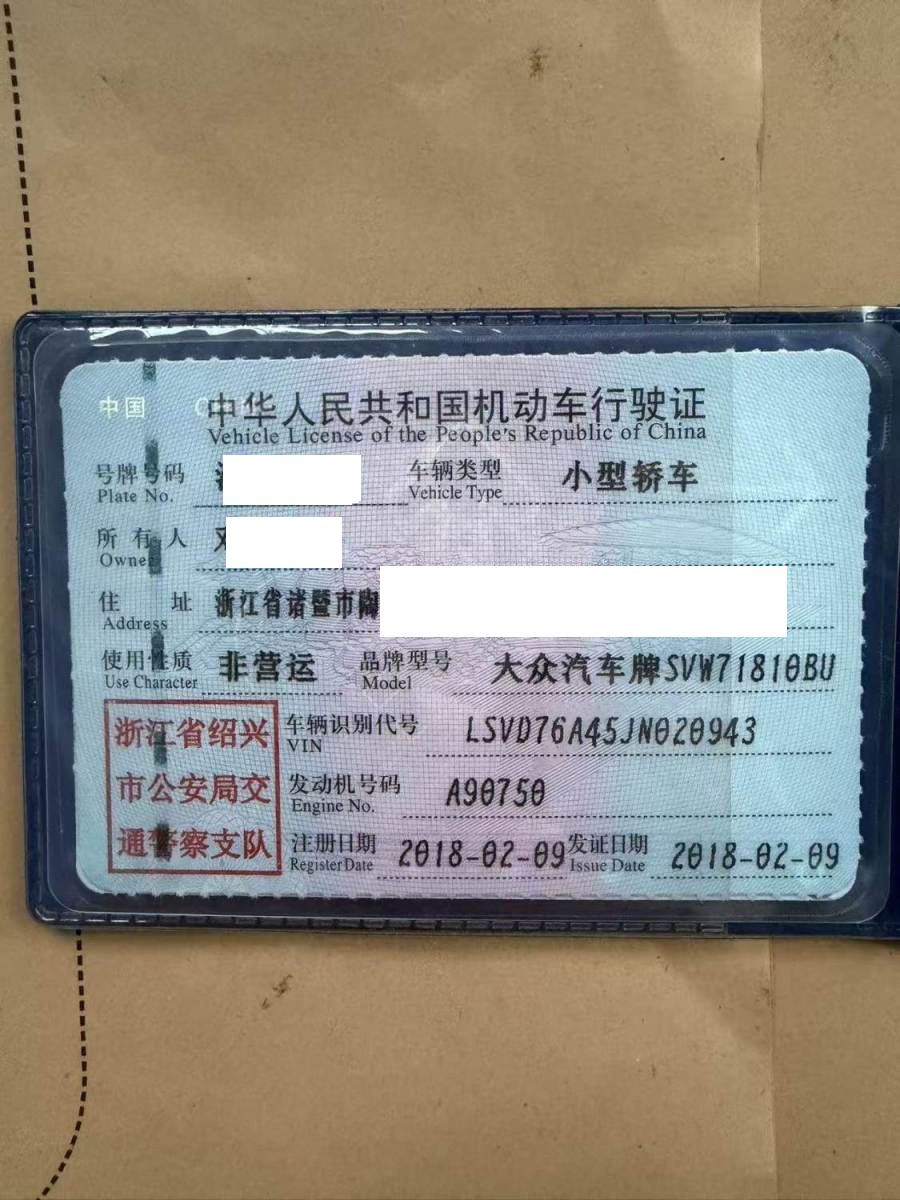 中国
中华人民共和国机动车行驶证
Vehicle License of the People's Republic of China
号牌号码 车辆类型 小型轿车
Plate No. Vehicle Type
所有人
Owner
住址 浙江省诸暨市陶
Address
使用性质 非营运 品牌型号 大众汽车牌SVW71810BU
Use Character Model
浙江省绍兴 车辆识别代号 LSVD76A45JN020943
VIN
市公安局交 发动机号码 A90750
Engine No.
通警察支队 注册日期 2018-02-09 发证日期 2018-02-09
Register Date Issue Date